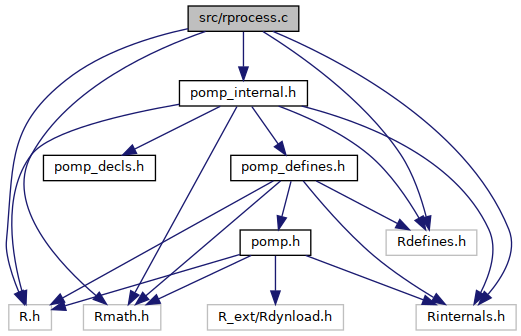 src/rprocess.c
pomp_internal.h
pomp_decls.h
pomp_defines.h
pomp.h
Rdefines.h
R.h
Rmath.h
R_ext/Rdynload.h
Rinternals.h